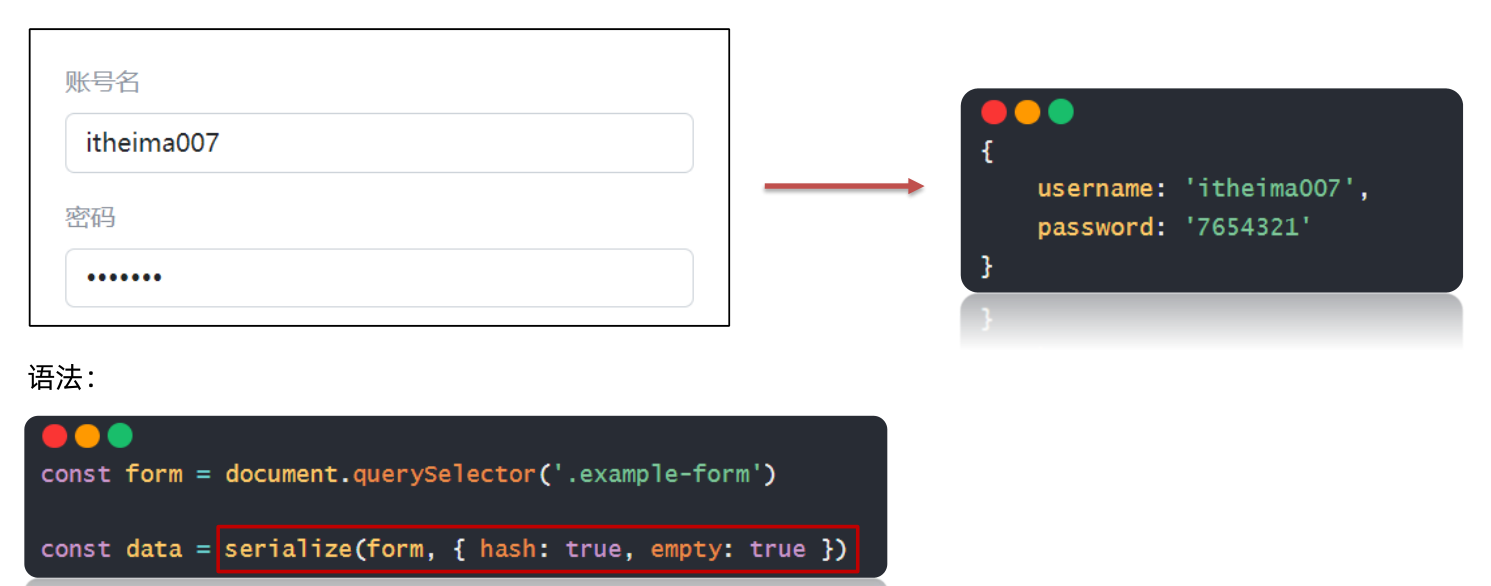 账号名
itheima007
密码
•••••••
{
username: 'itheima007',
password: '7654321'
}
语法：
const form = document.querySelector('.example-form')
const data = serialize(form, { hash: true, empty: true })